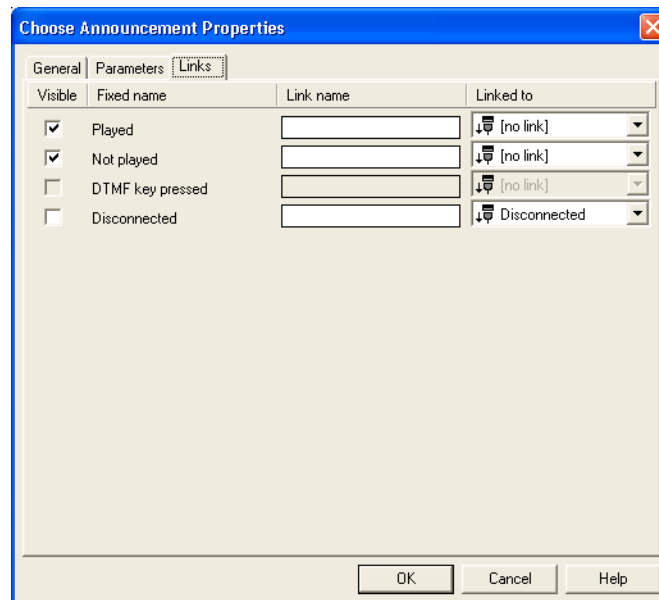 Choose Announcement Properties
General Parameters Links
Visible Fixed name Link name Linked to
Played [no link]
Not played [no link]
DTMF key pressed [no link]
Disconnected Disconnected
OK Cancel Help